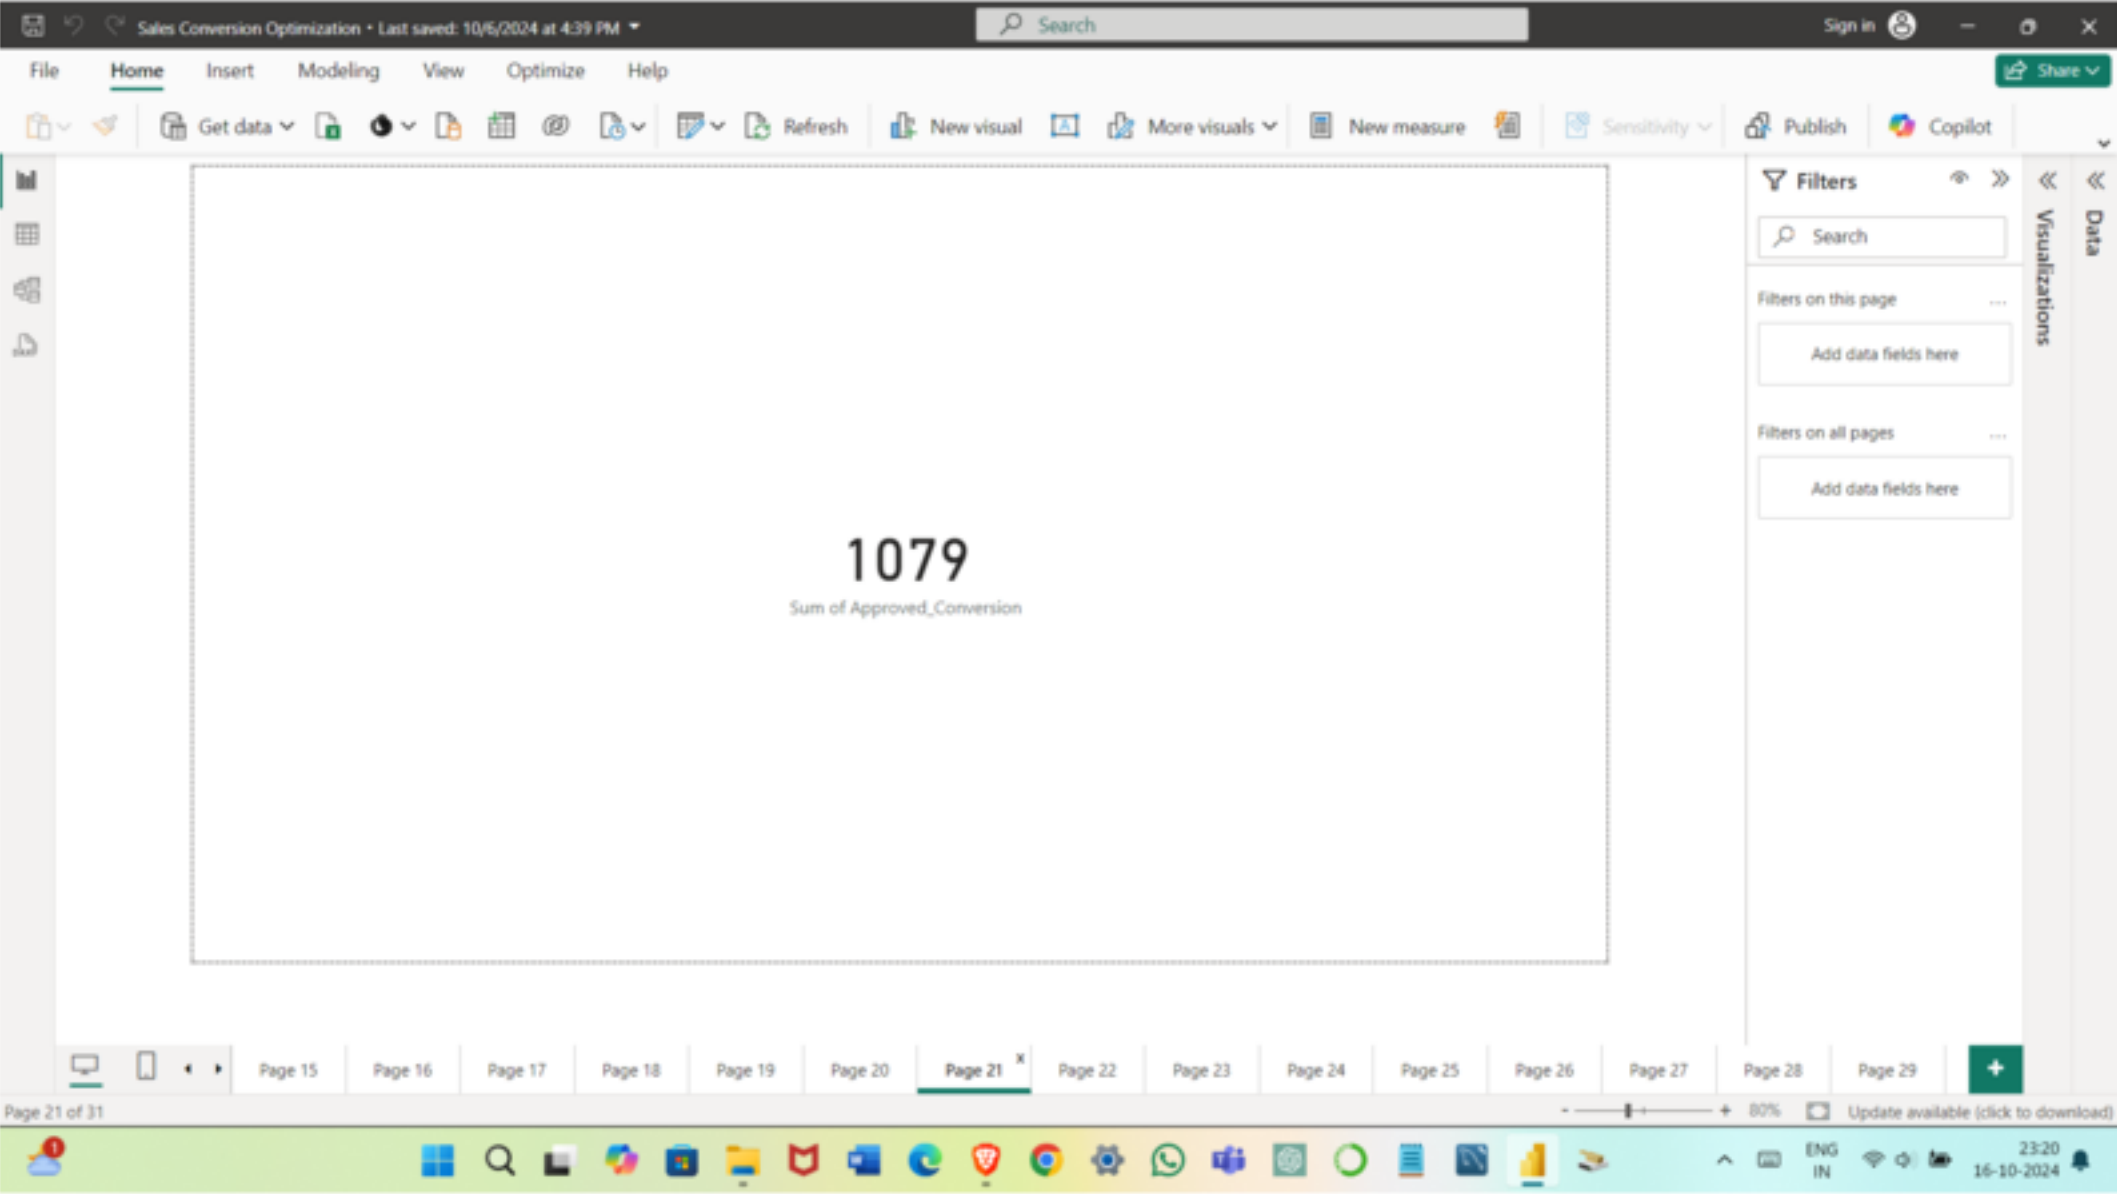 Sales Conversion Optimization • Last saved: 10/6/2024 at 4:39 PM
Search
Sign in
File Home Insert Modeling View Optimize Help
Share
Get data
Refresh
New visual
A
More visuals
New measure
Sensitivity
Publish
Copilot
Filters
Search
Filters on this page
...
Add data fields here
Filters on all pages
...
Add data fields here
Visualizations
Data
1079
Sum of Approved_Conversion
Page 15 Page 16 Page 17 Page 18 Page 19 Page 20 Page 21 x Page 22 Page 23 Page 24 Page 25 Page 26 Page 27 Page 28 Page 29 +
Page 21 of 31
- + 80%
Update available (click to download)
1
ENG
IN
23:20
16-10-2024